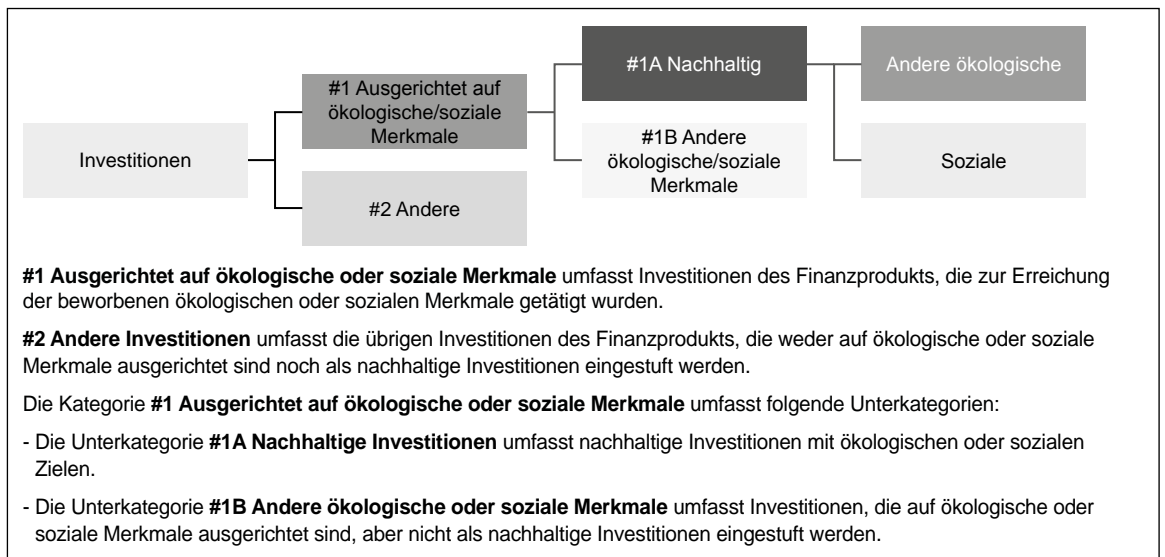 #1A Nachhaltig
Andere ökologische
#1 Ausgerichtet auf
ökologische/soziale
Merkmale
Investitionen
#1B Andere
ökologische/soziale
Merkmale
Soziale
#2 Andere
#1 Ausgerichtet auf ökologische oder soziale Merkmale umfasst Investitionen des Finanzprodukts, die zur Erreichung
der beworbenen ökologischen oder sozialen Merkmale getätigt wurden.
#2 Andere Investitionen umfasst die übrigen Investitionen des Finanzprodukts, die weder auf ökologische oder soziale
Merkmale ausgerichtet sind noch als nachhaltige Investitionen eingestuft werden.
Die Kategorie #1 Ausgerichtet auf ökologische oder soziale Merkmale umfasst folgende Unterkategorien:
- Die Unterkategorie #1A Nachhaltige Investitionen umfasst nachhaltige Investitionen mit ökologischen oder sozialen
Zielen.
- Die Unterkategorie #1B Andere ökologische oder soziale Merkmale umfasst Investitionen, die auf ökologische oder
soziale Merkmale ausgerichtet sind, aber nicht als nachhaltige Investitionen eingestuft werden.